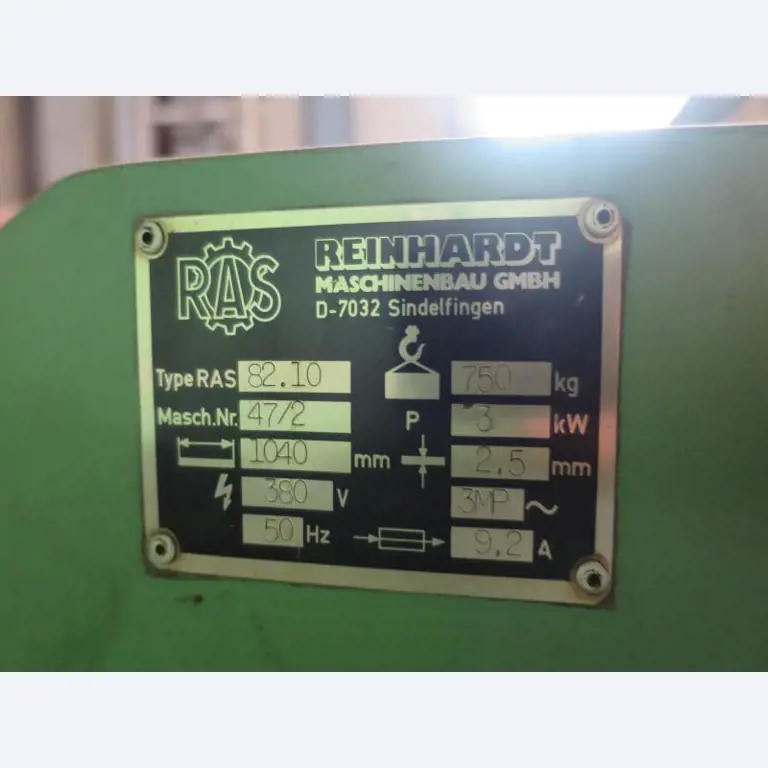 RAS
REINHARDT
MASCHINENBAU GMBH
D-7032 Sindelfingen
Type RAS 82.10 750 kg
Masch.Nr. 47/2 P 3 kW
1040 mm 2.5 mm
380 V 3MP ~
50 Hz 9.2 A